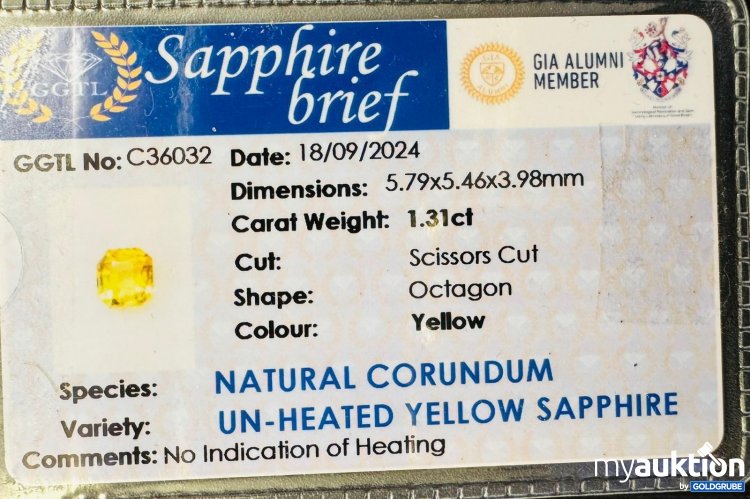 GGTL
Sapphire
brief
GIA
ALUMNI
GIA ALUMNI
MEMBER
GGTL No: C36032
Date: 18/09/2024
Dimensions: 5.79x5.46x3.98mm
Carat Weight: 1.31ct
Cut: Scissors Cut
Shape: Octagon
Colour: Yellow
Species: NATURAL CORUNDUM
Variety: UN-HEATED YELLOW SAPPHIRE
Comments: No Indication of Heating
myauktion
by GOLDGRUBE